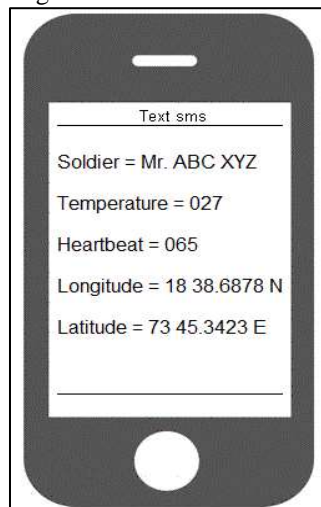 Text sms
Soldier = Mr. ABC XYZ
Temperature = 027
Heartbeat = 065
Longitude = 18 38.6878 N
Latitude = 73 45.3423 E